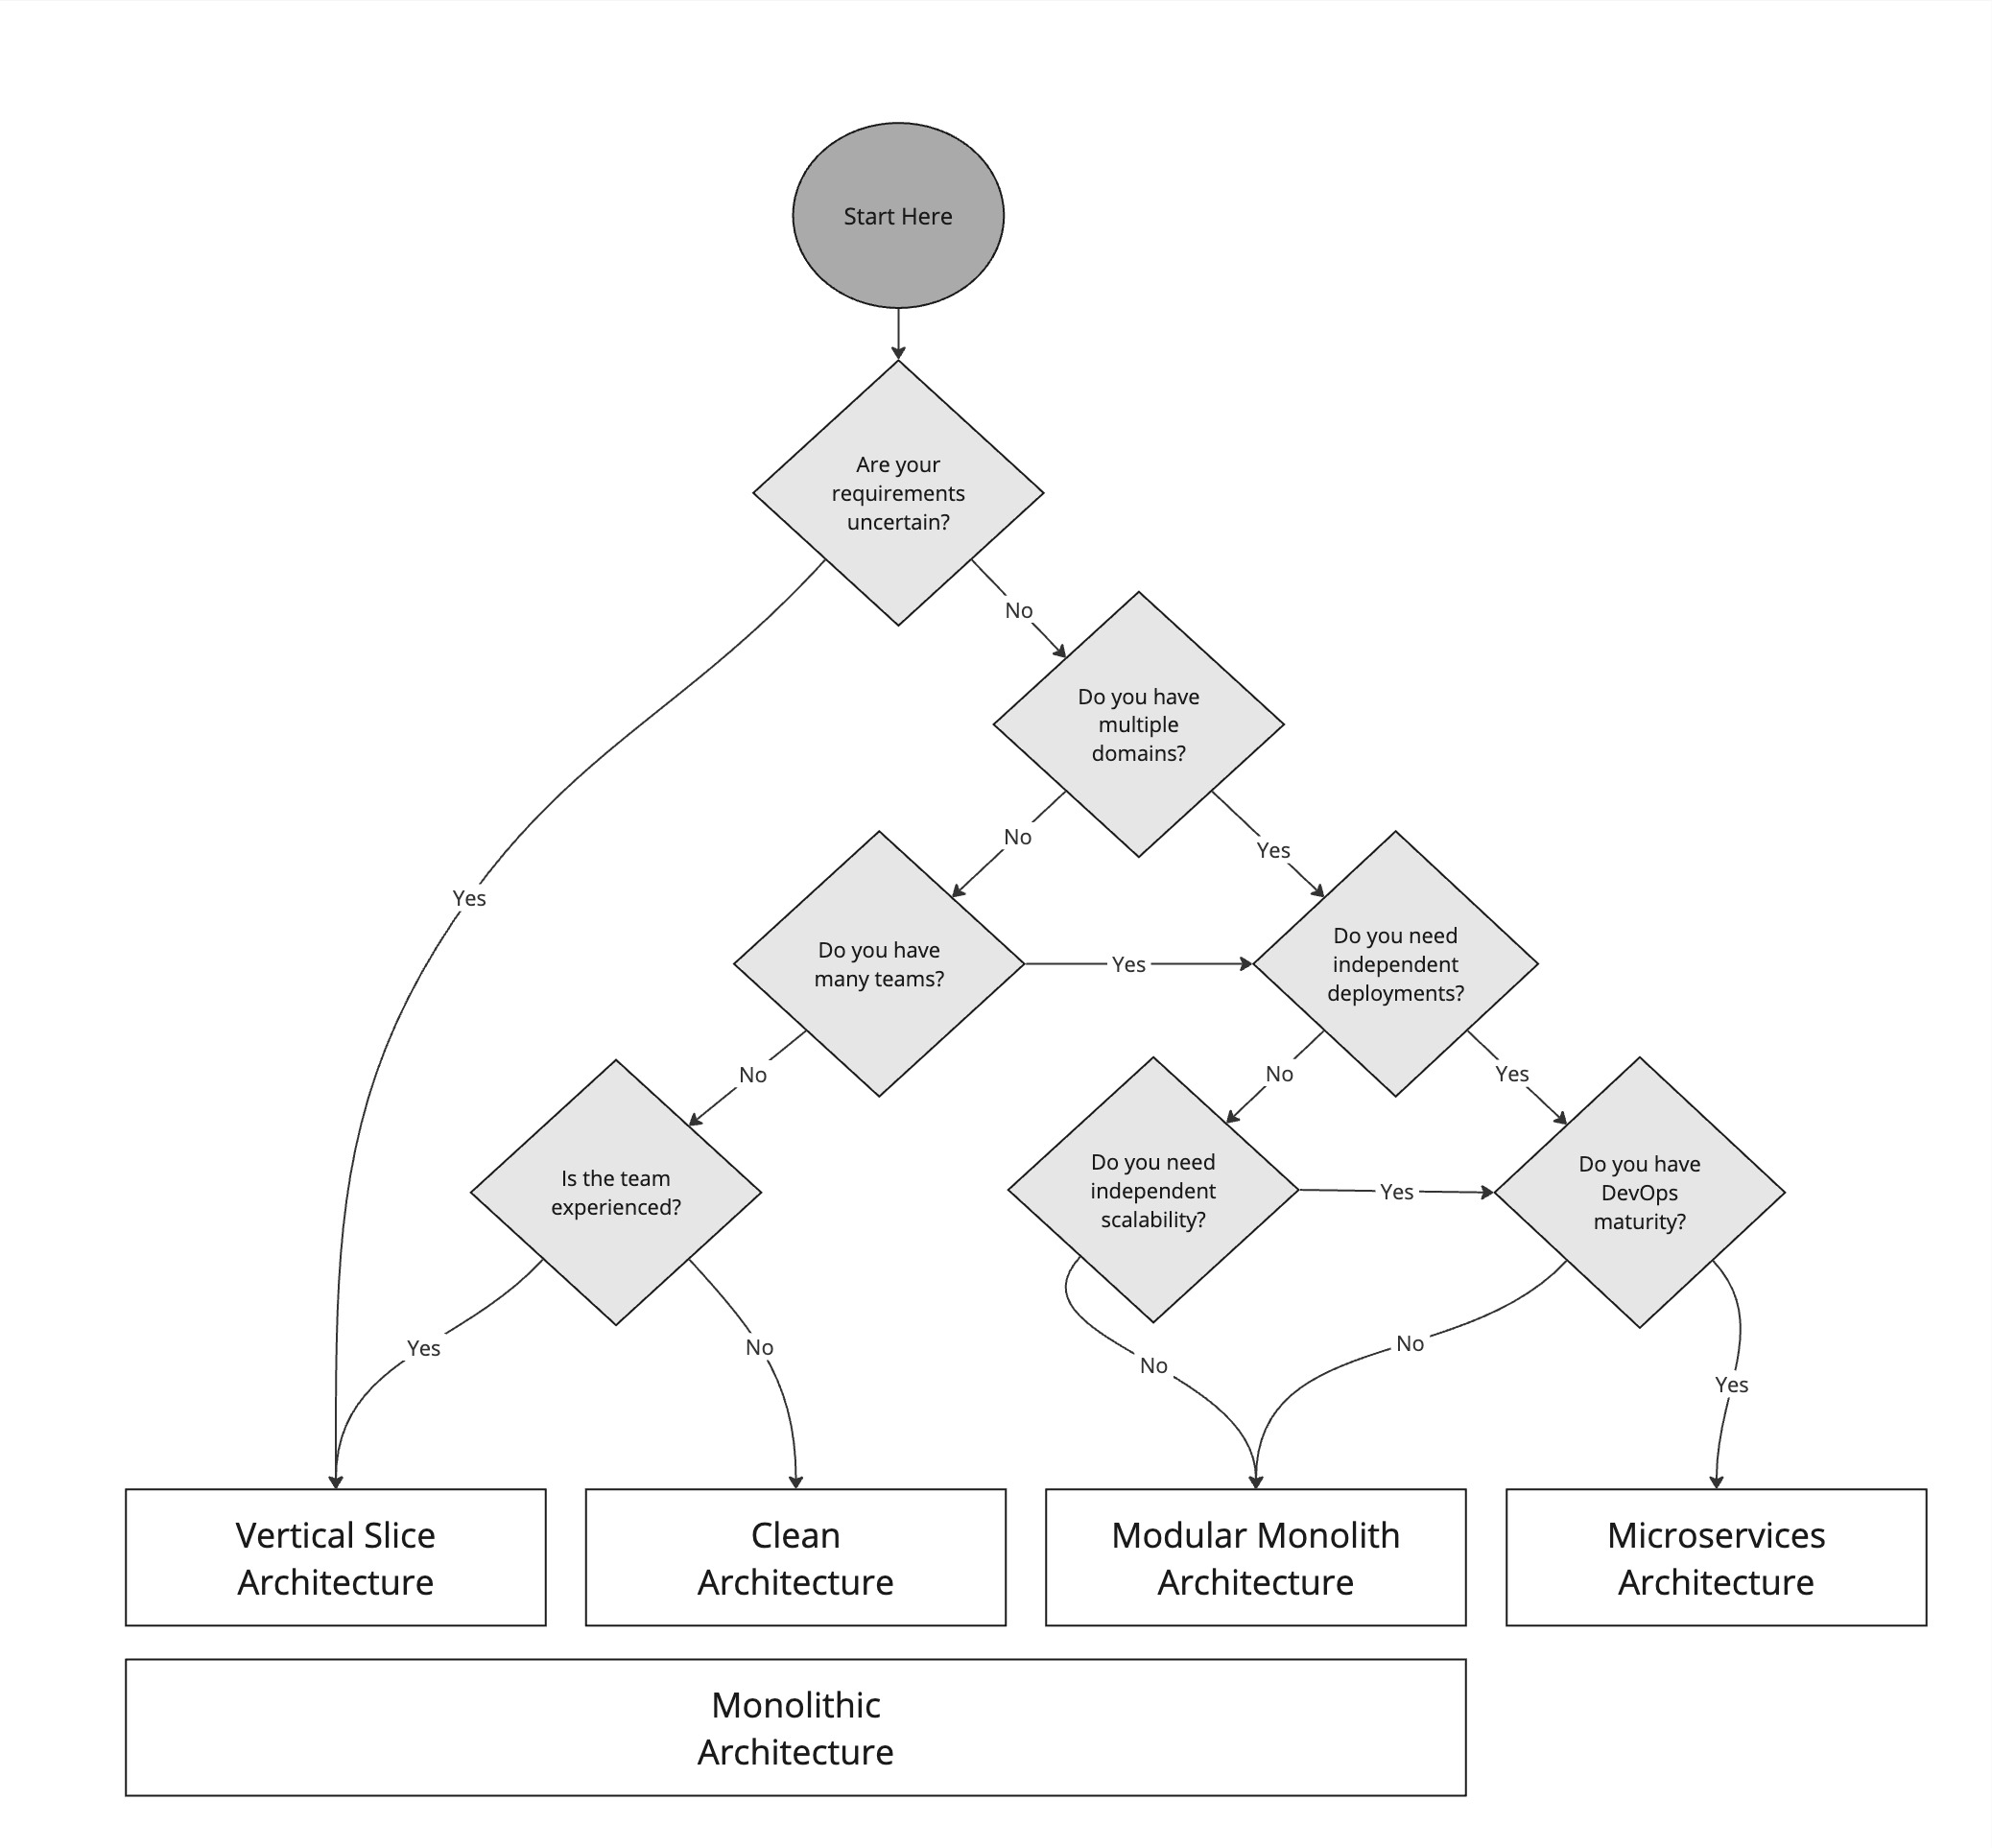 Start Here
Are your
requirements
uncertain?
No
Do you have
multiple
domains?
No
Yes
Yes
Do you have
many teams?
Yes
Do you need
independent
deployments?
No
No
Yes
Is the team
experienced?
Do you need
independent
scalability?
Yes
Do you have
DevOps
maturity?
Yes
No
No
No
Yes
Vertical Slice
Architecture
Clean
Architecture
Modular Monolith
Architecture
Microservices
Architecture
Monolithic
Architecture